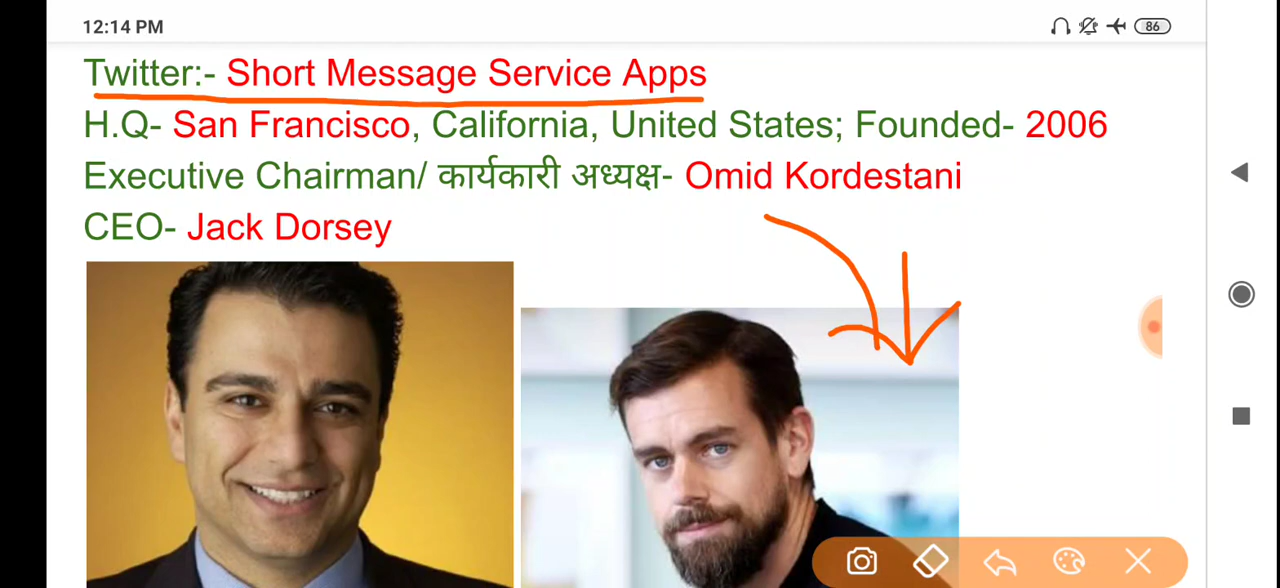 12:14 PM
86
Twitter:- Short Message Service Apps
H.Q- San Francisco, California, United States; Founded- 2006
Executive Chairman/ कार्यकारी अध्यक्ष- Omid Kordestani
CEO- Jack Dorsey